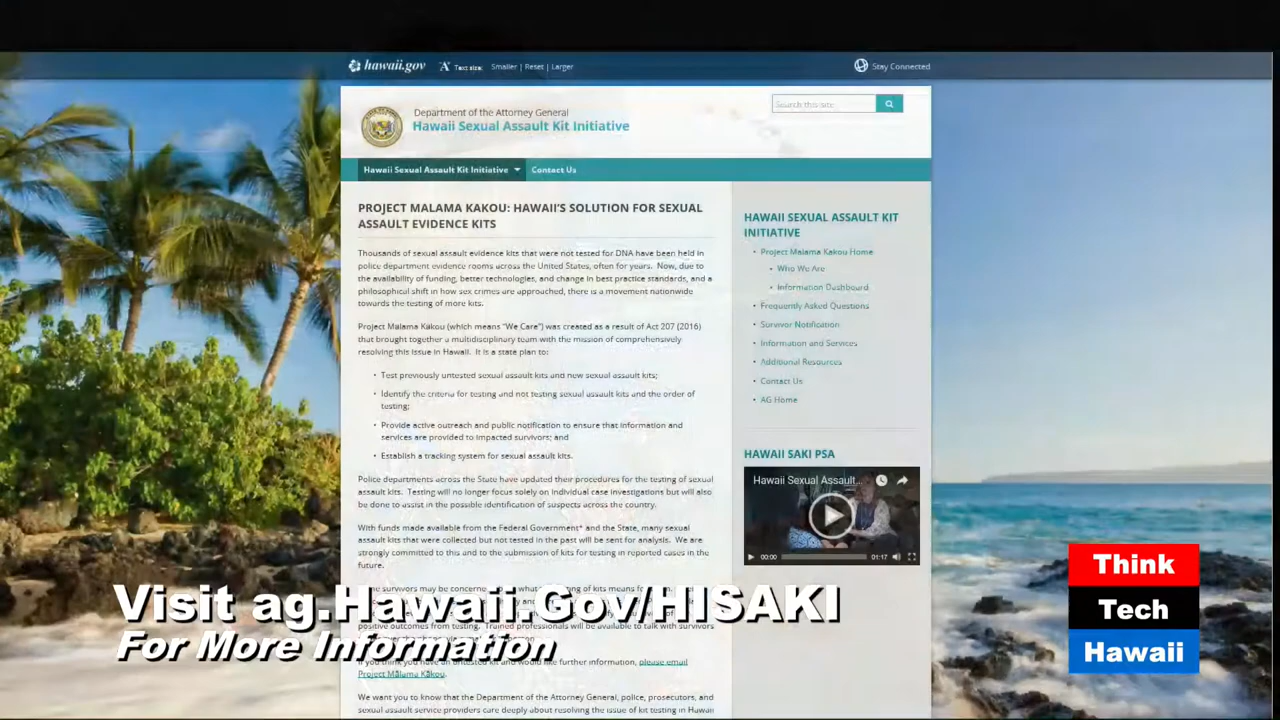 hawaii.gov
Text size: Smaller | Reset | Larger
Stay Connected
Department of the Attorney General
Hawaii Sexual Assault Kit Initiative
Search this site
Hawaii Sexual Assault Kit Initiative
Contact Us
PROJECT MALAMA KAKOU: HAWAII'S SOLUTION FOR SEXUAL
ASSAULT EVIDENCE KITS
Thousands of sexual assault evidence kits that were not tested for DNA have been held in
police department evidence rooms across the United States, often for years. Now, due to
the availability of funding, better technologies, and change in best practice standards, and a
philosophical shift in how sex crimes are approached, there is a movement nationwide
towards the testing of more kits.
Project Malama Kakou (which means "We Care") was created as a result of Act 207 (2016)
that brought together a multidisciplinary team with the mission of comprehensively
resolving this issue in Hawaii. It is a state plan to:
• Test previously untested sexual assault kits and new sexual assault kits;
• Identify the criteria for testing and not testing sexual assault kits and the order of
testing;
• Provide active outreach and public notification to ensure that information and
services are provided to impacted survivors; and
• Establish a tracking system for sexual assault kits.
Police departments across the State have updated their procedures for the testing of sexual
assault kits. Testing will no longer focus solely on individual case investigations but will also
be done to assist in the possible identification of suspects across the country.
With funds made available from the Federal Government* and the State, many sexual
assault kits that were collected but not tested in the past will be sent for analysis. We are
strongly committed to this and to the submission of kits for testing in reported cases in the
future.
survivors may be
of kits means
positive outcomes from testing. Trained professionals will be available to talk with survivors
If you think you have an untested kit and would like further information, please email
Project Mālama Kākou.
We want you to know that the Department of the Attorney General, police, prosecutors, and
sexual assault service providers care deeply about resolving the issue of kit testing in Hawaii
HAWAII SEXUAL ASSAULT KIT
INITIATIVE
• Project Malama Kakou Home
• Who We Are
• Information Dashboard
• Frequently Asked Questions
• Survivor Notification
• Information and Services
• Additional Resources
• Contact Us
• AG Home
HAWAII SAKI PSA
Hawaii Sexual Assault...
00:00
01:17
Visit ag.Hawaii.Gov/HISAKI
For More Information
Think
Tech
Hawaii